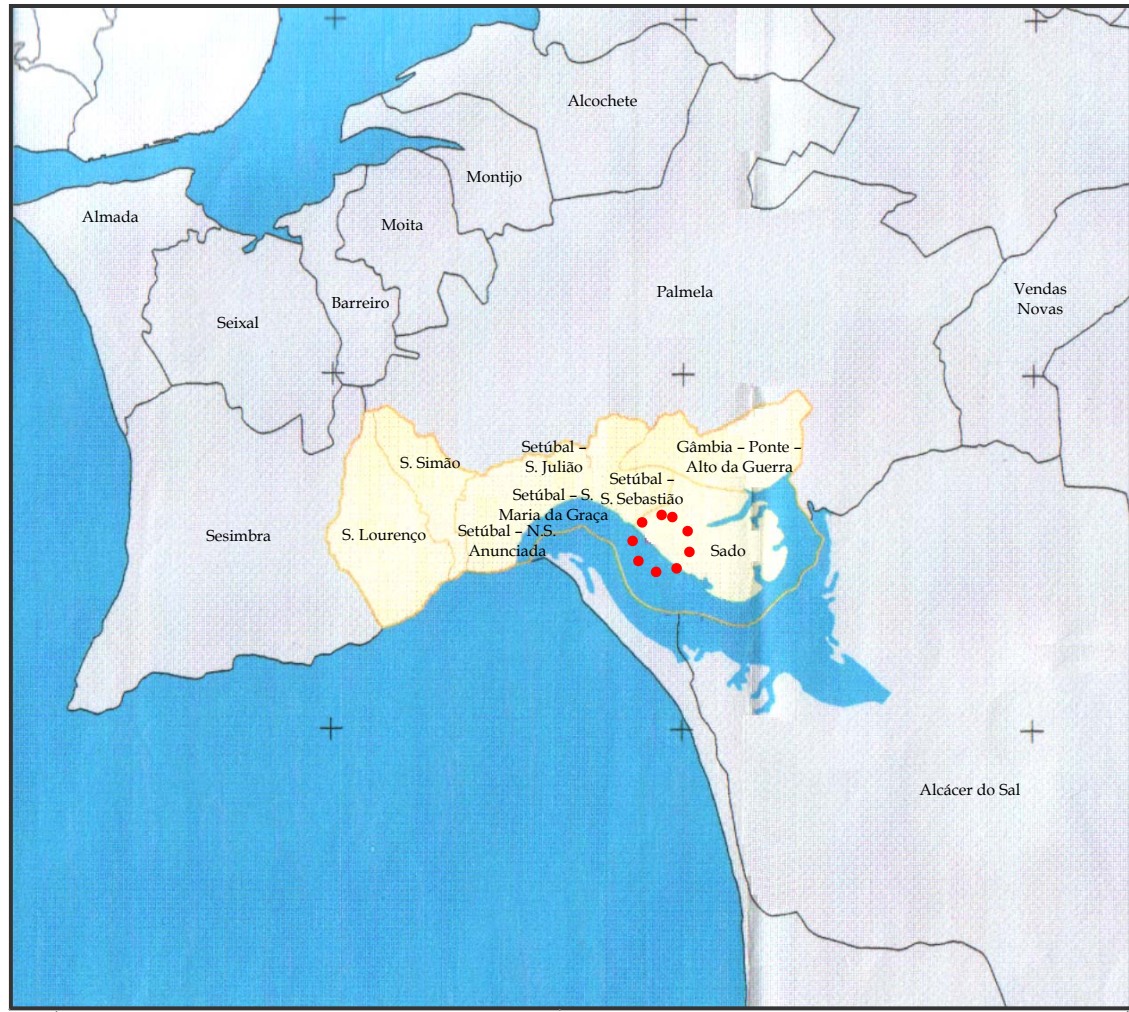 Alcochete
Montijo
Almada
Moita
Palmela
Vendas
Novas
Barreiro
Seixal
Setúbal –
S. Julião
Gâmbia – Ponte –
Alto da Guerra
S. Simão
Setúbal –
S. Sebastião
Setúbal – S.
Maria da Graça
Sesimbra
S. Lourenço
Setúbal – N.S.
Anunciada
Sado
Alcácer do Sal